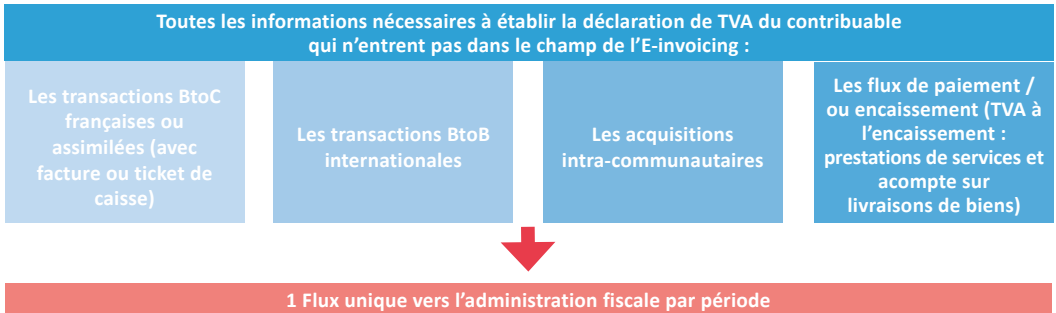 Toutes les informations nécessaires à établir la déclaration de TVA du contribuable
qui n’entrent pas dans le champ de l’E-invoicing :
Les transactions BtoC
françaises ou
assimilées (avec
facture ou ticket de
caisse)
Les transactions BtoB
internationales
Les acquisitions
intra-communautaires
Les flux de paiement /
ou encaissement (TVA à
l’encaissement :
prestations de services et
acompte sur
livraisons de biens)
1 Flux unique vers l’administration fiscale par période